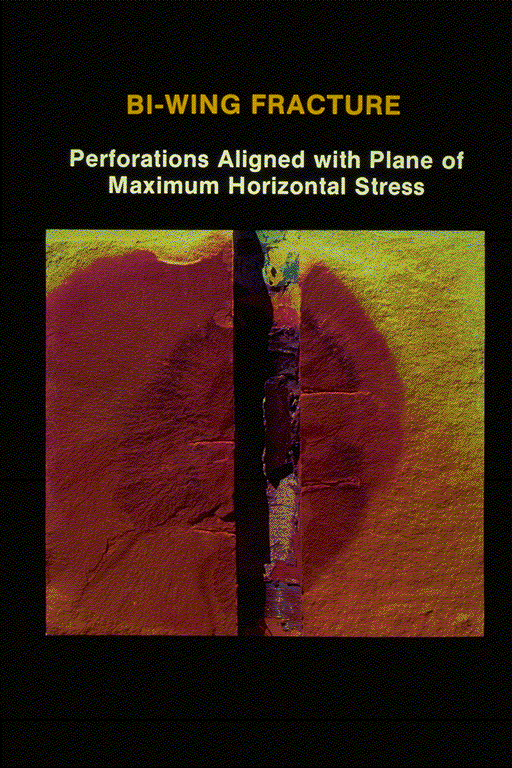 BI-WING FRACTURE
Perforations Aligned with Plane of
Maximum Horizontal Stress